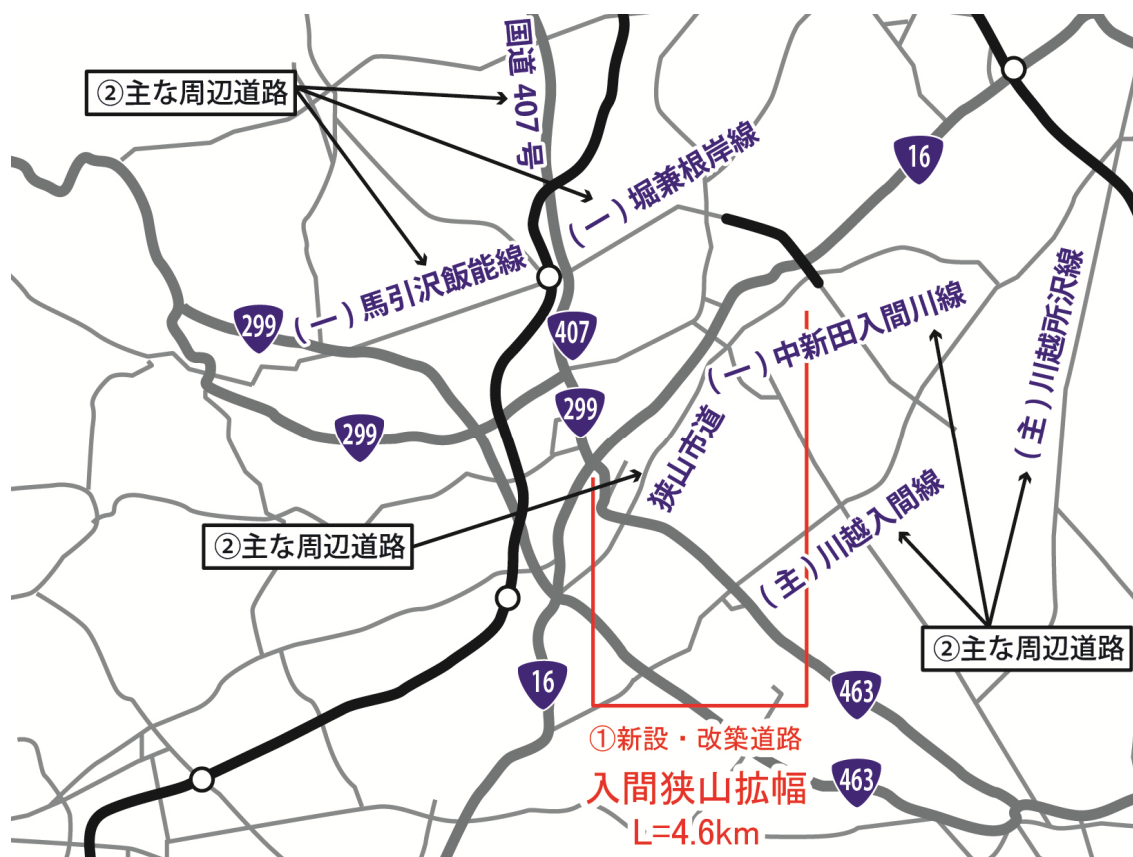 国道 407 号
②主な周辺道路
(一)堀兼根岸線
16
(一)馬引沢飯能線
299
407
(一)中新田入間川線
(主)川越所沢線
299
299
狭山市道
②主な周辺道路
(主)川越入間線
②主な周辺道路
16
463
①新設・改築道路
入間狭山拡幅
L=4.6km
463